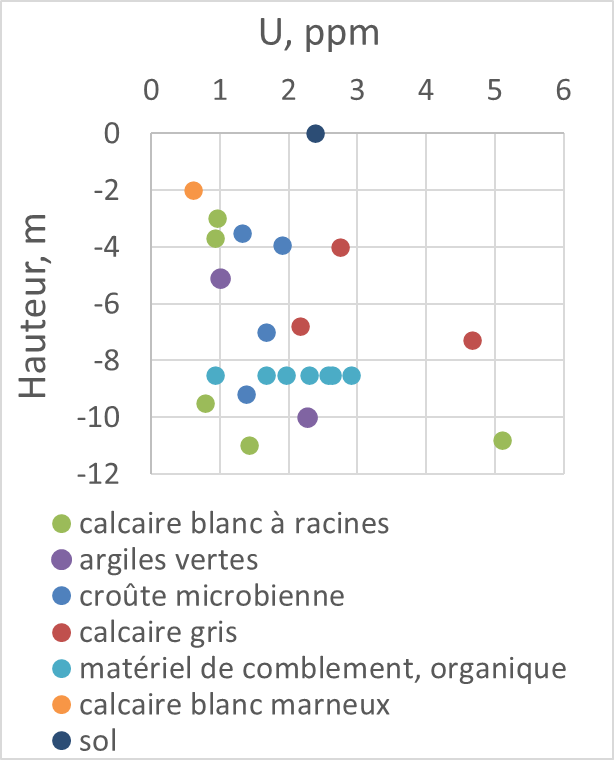 U, ppm
0 1 2 3 4 5 6
0
-2
-4
-6
-8
-10
-12
Hauteur, m
calcaire blanc à racines
argiles vertes
croûte microbienne
calcaire gris
matériel de comblement, organique
calcaire blanc marneux
sol